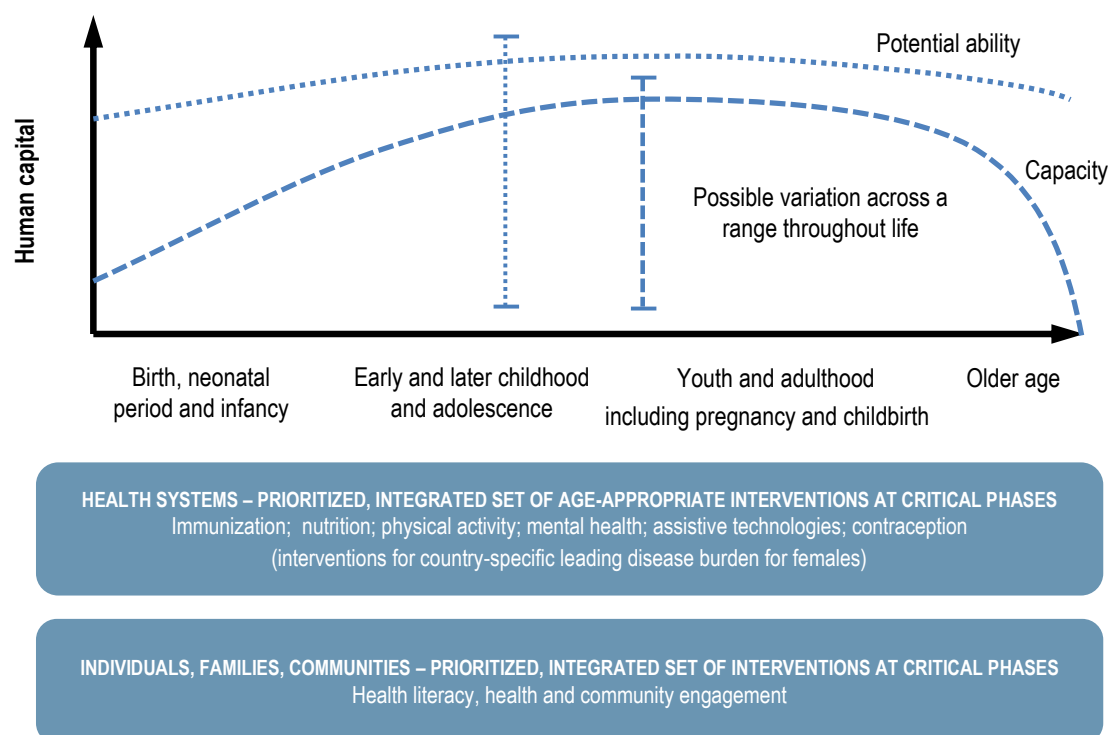 Potential ability
Human capital
Capacity
Possible variation across a
range throughout life
Birth, neonatal
period and infancy
Early and later childhood
and adolescence
Youth and adulthood
including pregnancy and childbirth
Older age
HEALTH SYSTEMS – PRIORITIZED, INTEGRATED SET OF AGE-APPROPRIATE INTERVENTIONS AT CRITICAL PHASES
Immunization; nutrition; physical activity; mental health; assistive technologies; contraception
(interventions for country-specific leading disease burden for females)
INDIVIDUALS, FAMILIES, COMMUNITIES – PRIORITIZED, INTEGRATED SET OF INTERVENTIONS AT CRITICAL PHASES
Health literacy, health and community engagement